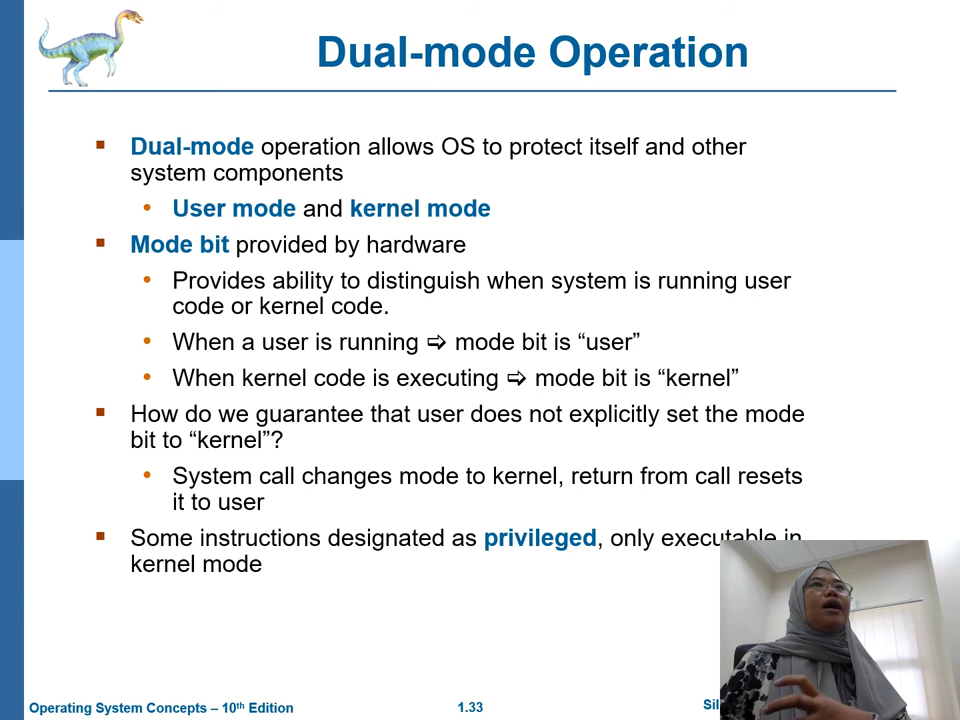 Dual-mode Operation
Dual-mode operation allows OS to protect itself and other
system components
User mode and kernel mode
Mode bit provided by hardware
Provides ability to distinguish when system is running user
code or kernel code.
When a user is running ➪ mode bit is “user”
When kernel code is executing ➪ mode bit is “kernel”
How do we guarantee that user does not explicitly set the mode
bit to “kernel”?
System call changes mode to kernel, return from call resets
it to user
Some instructions designated as privileged, only executable in
kernel mode
Operating System Concepts – 10th Edition
1.33